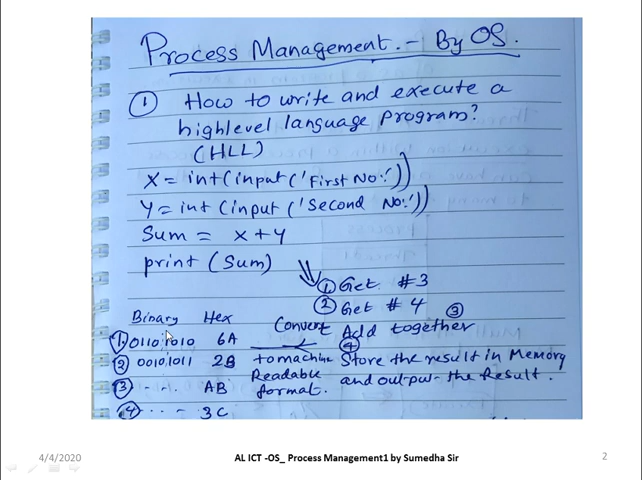 Process Management. - By OS.
① How to write and execute a
highlevel language program?
(HLL)
X = int(input('First No:'))
Y = int(input('Second No:'))
Sum = x+y
print (Sum)
① Get #3
② Get #4 ③
Binary Hex Convert Add together
① 01101010 6A ④
② 00101011 2B to machine Store the result in Memory
③ - - - AB Readable and output the Result.
④ - - - 3C format.
4/4/2020 AL ICT -OS_ Process Management1 by Sumedha Sir 2